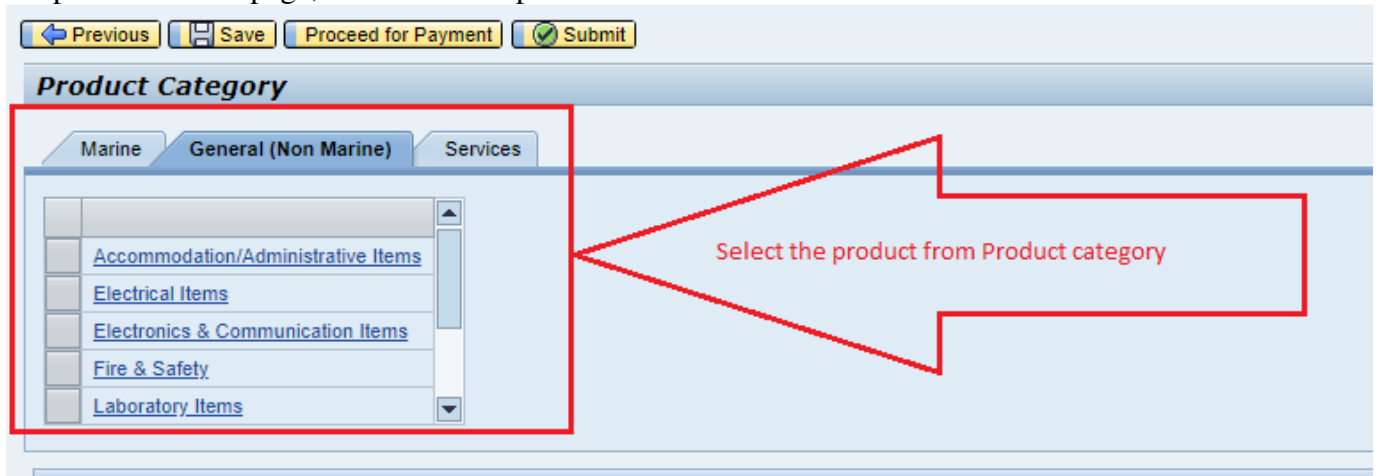 Previous Save Proceed for Payment Submit
Product Category
Marine General (Non Marine) Services
Accommodation/Administrative Items
Electrical Items
Electronics & Communication Items
Fire & Safety
Laboratory Items
Select the product from Product category